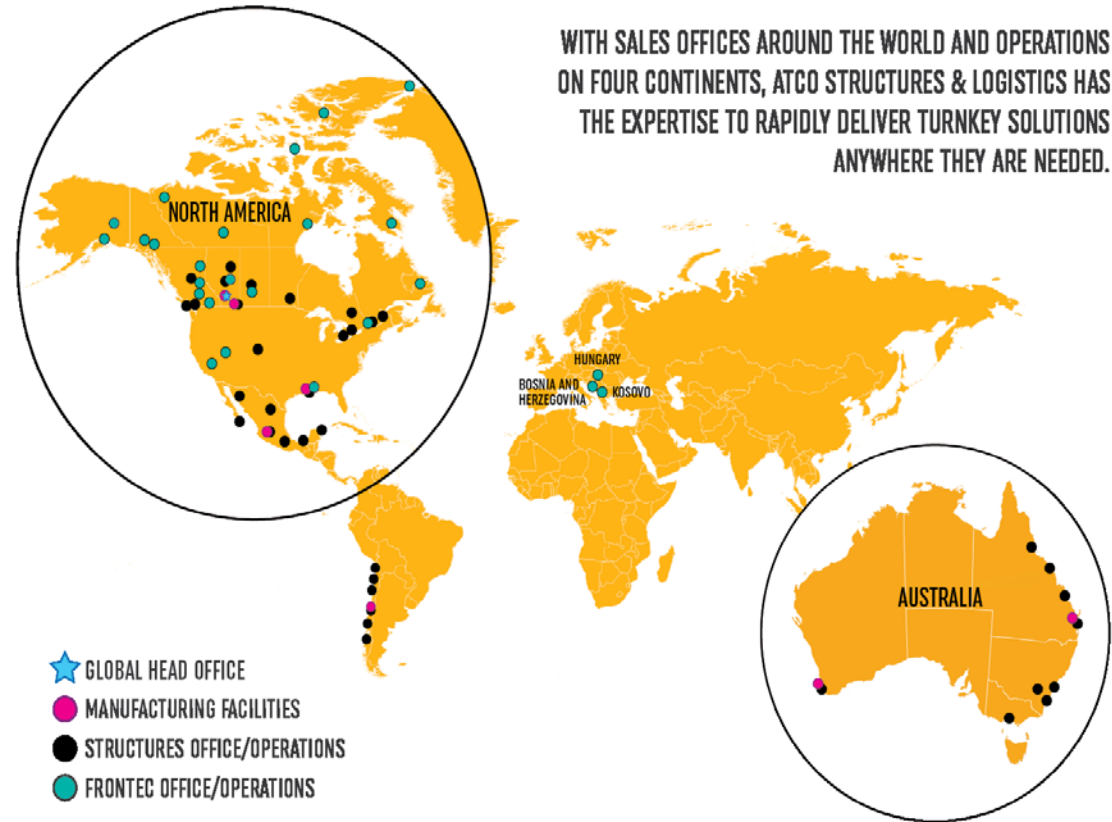 WITH SALES OFFICES AROUND THE WORLD AND OPERATIONS
ON FOUR CONTINENTS, ATCO STRUCTURES & LOGISTICS HAS
THE EXPERTISE TO RAPIDLY DELIVER TURNKEY SOLUTIONS
ANYWHERE THEY ARE NEEDED.
NORTH AMERICA
HUNGARY
BOSNIA AND
HERZEGOVINA
KOSOVO
AUSTRALIA
GLOBAL HEAD OFFICE
MANUFACTURING FACILITIES
STRUCTURES OFFICE/OPERATIONS
FRONTEC OFFICE/OPERATIONS